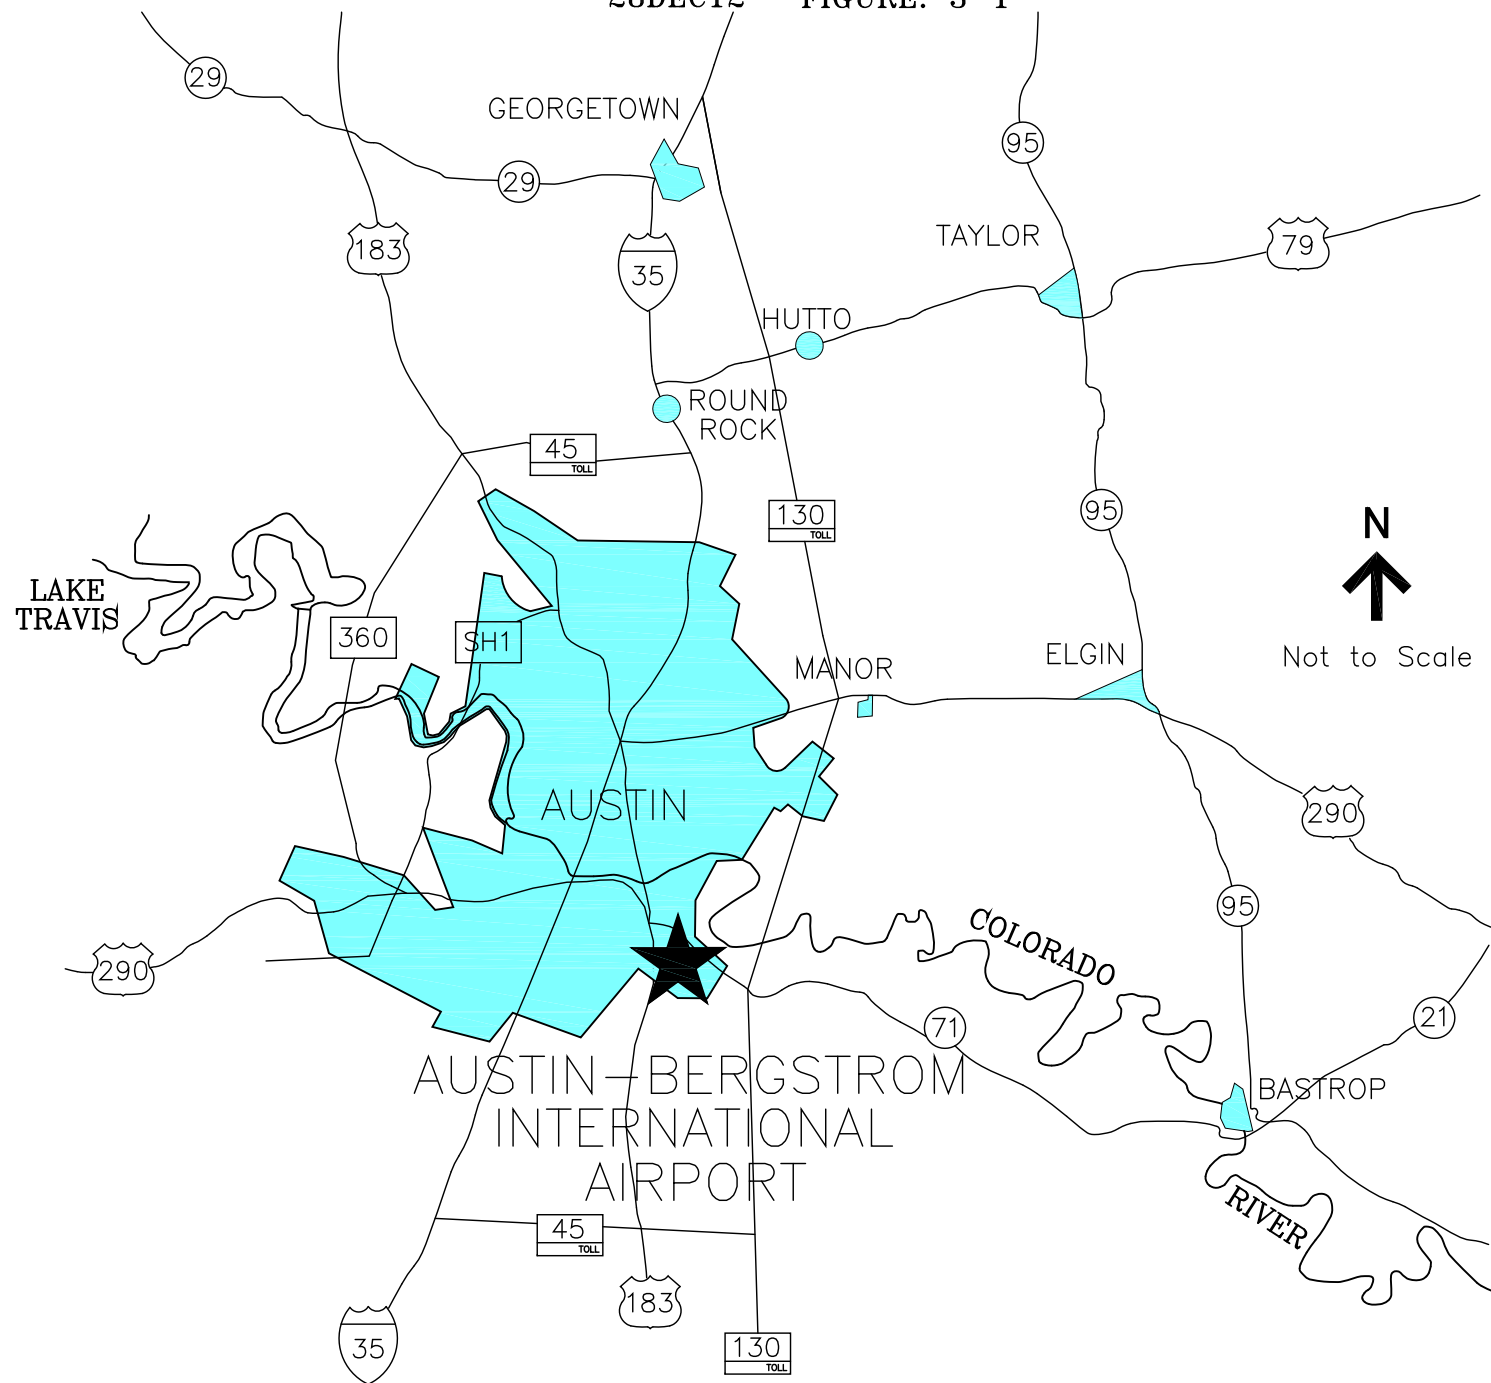 29
GEORGETOWN
95
29
183
35
TAYLOR
79
HUTTO
ROUND
ROCK
45
TOLL
130
TOLL
95
N
Not to Scale
LAKE
TRAVIS
360
SH1
MANOR
ELGIN
AUSTIN
290
95
290
COLORADO
71
21
AUSTIN-BERGSTROM
INTERNATIONAL
AIRPORT
BASTROP
RIVER
45
TOLL
183
35
130
TOLL